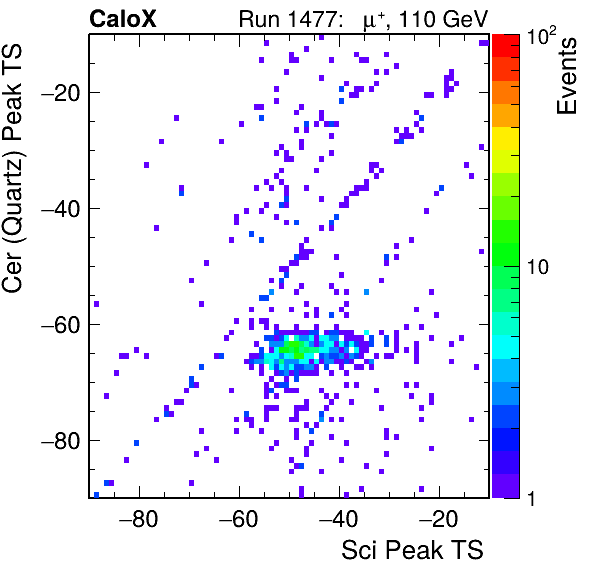 CaloX Run 1477: μ⁺, 110 GeV
Cer (Quartz) Peak TS
−20
−40
−60
−80
−80 −60 −40 −20
Sci Peak TS
10²
10
1
Events